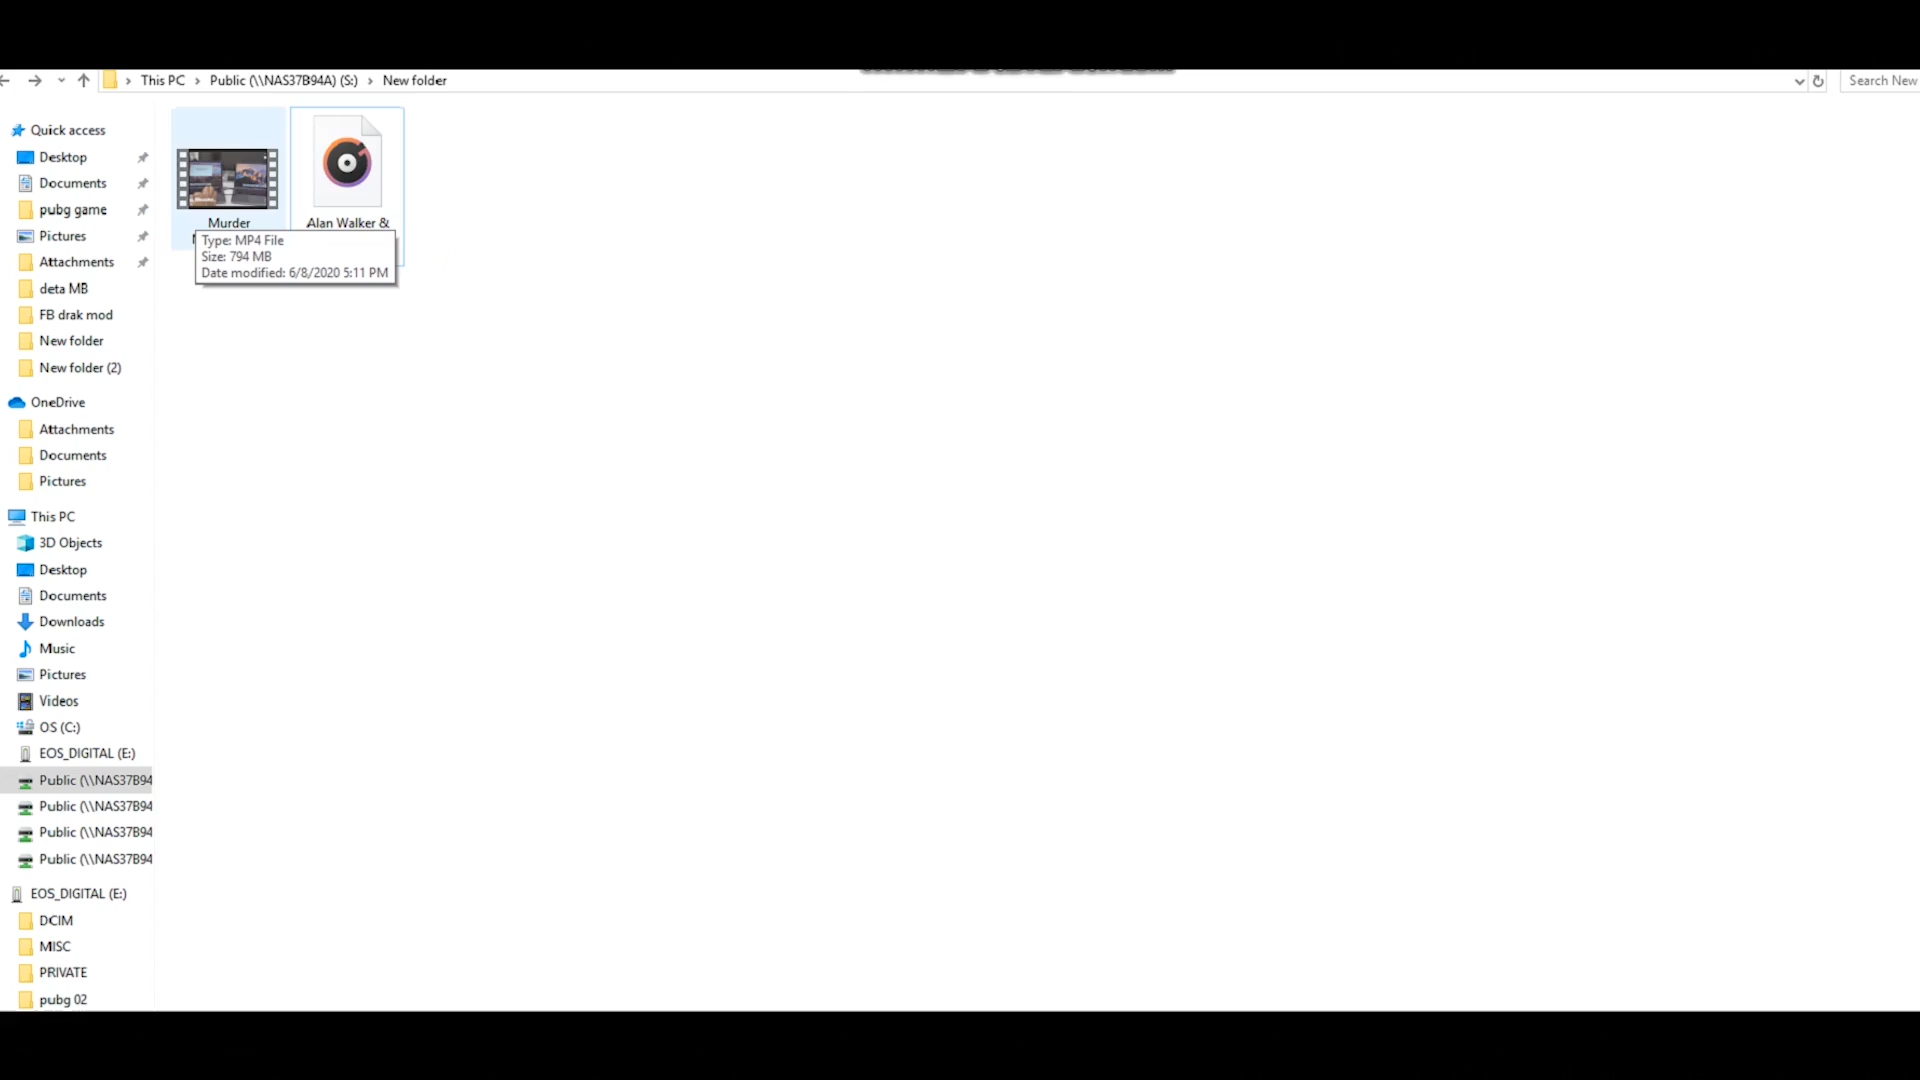 This PC > Public (\\NAS37B94A) (S:) > New folder
Search New
Quick access
Desktop
Documents
pubg game
Pictures
Attachments
deta MB
FB drak mod
New folder
New folder (2)
OneDrive
Attachments
Documents
Pictures
This PC
3D Objects
Desktop
Documents
Downloads
Music
Pictures
Videos
OS (C:)
EOS_DIGITAL (E:)
Public (\\NAS37B94
Public (\\NAS37B94
Public (\\NAS37B94
Public (\\NAS37B94
EOS_DIGITAL (E:)
DCIM
MISC
PRIVATE
pubg 02
Murder
Alan Walker &
Type: MP4 File
Size: 794 MB
Date modified: 6/8/2020 5:11 PM